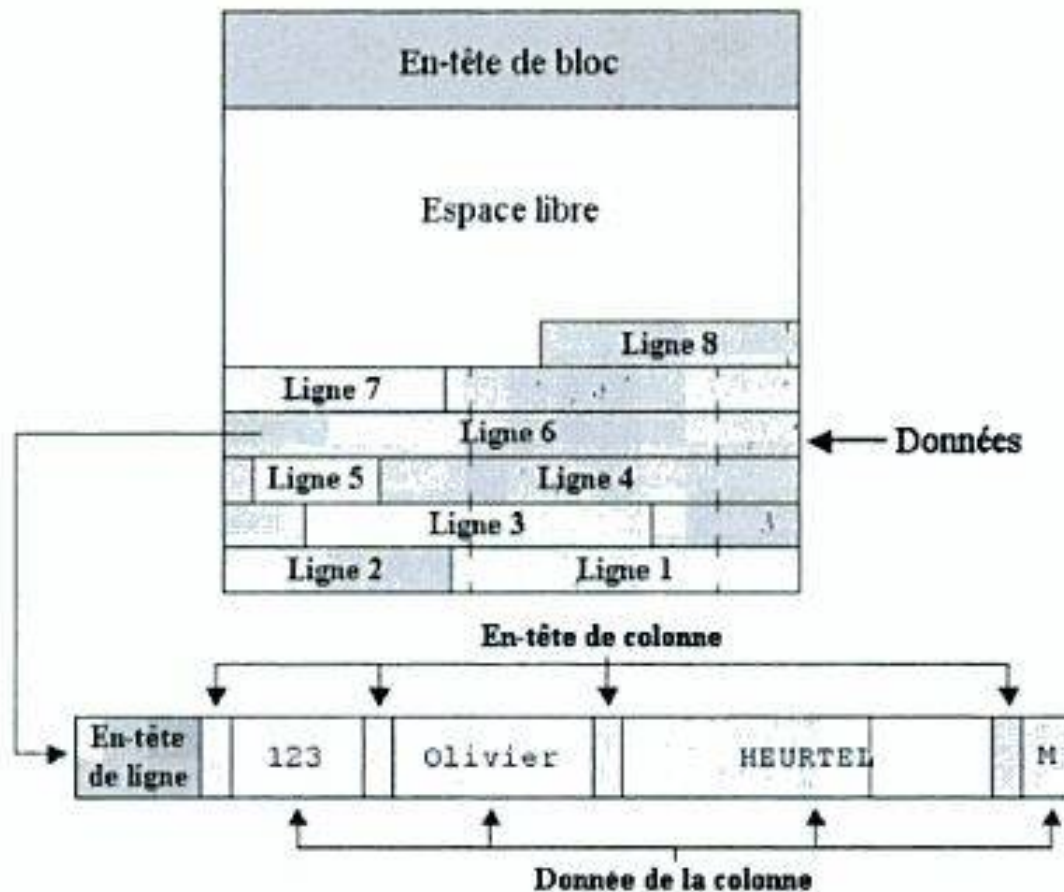 En-tête de bloc
Espace libre
Ligne 8
Ligne 7
Ligne 6
Données
Ligne 5 Ligne 4
Ligne 3
Ligne 2 Ligne 1
En-tête de colonne
En-tête
de ligne
123 Olivier HEURTEL M
Donnée de la colonne